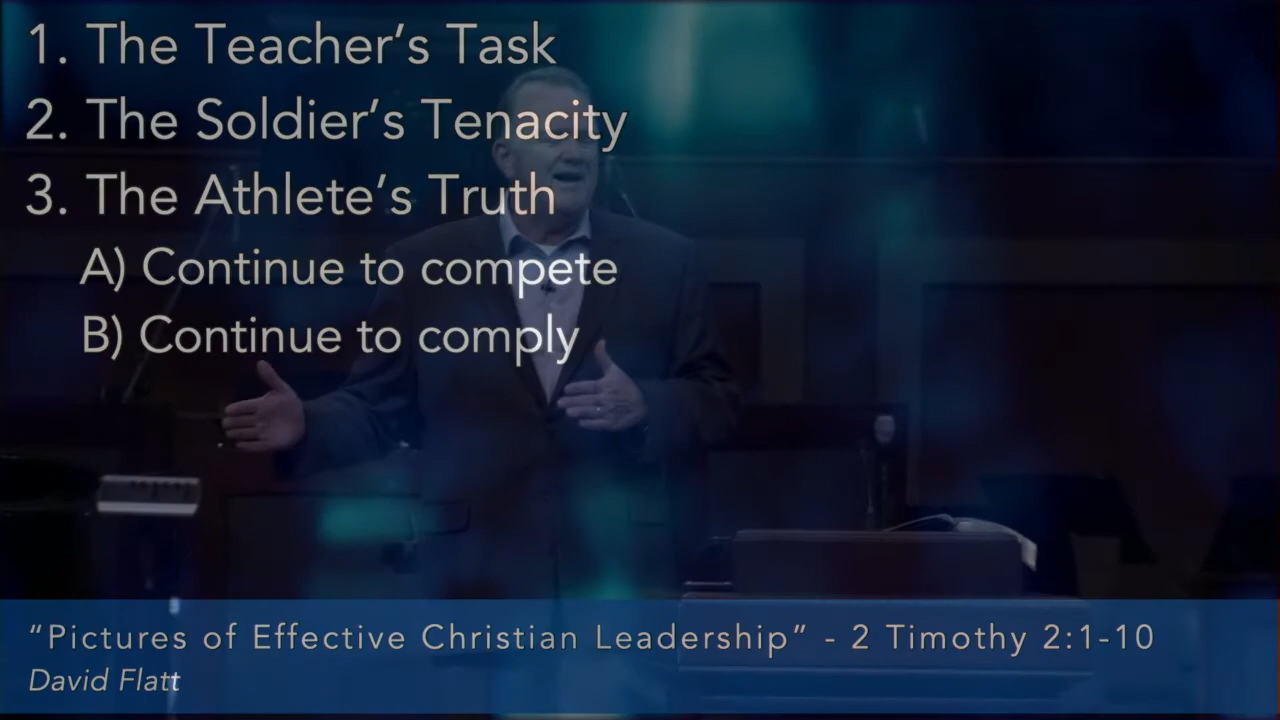 1. The Teacher’s Task
2. The Soldier’s Tenacity
3. The Athlete’s Truth
A) Continue to compete
B) Continue to comply
“Pictures of Effective Christian Leadership” - 2 Timothy 2:1-10
David Flatt